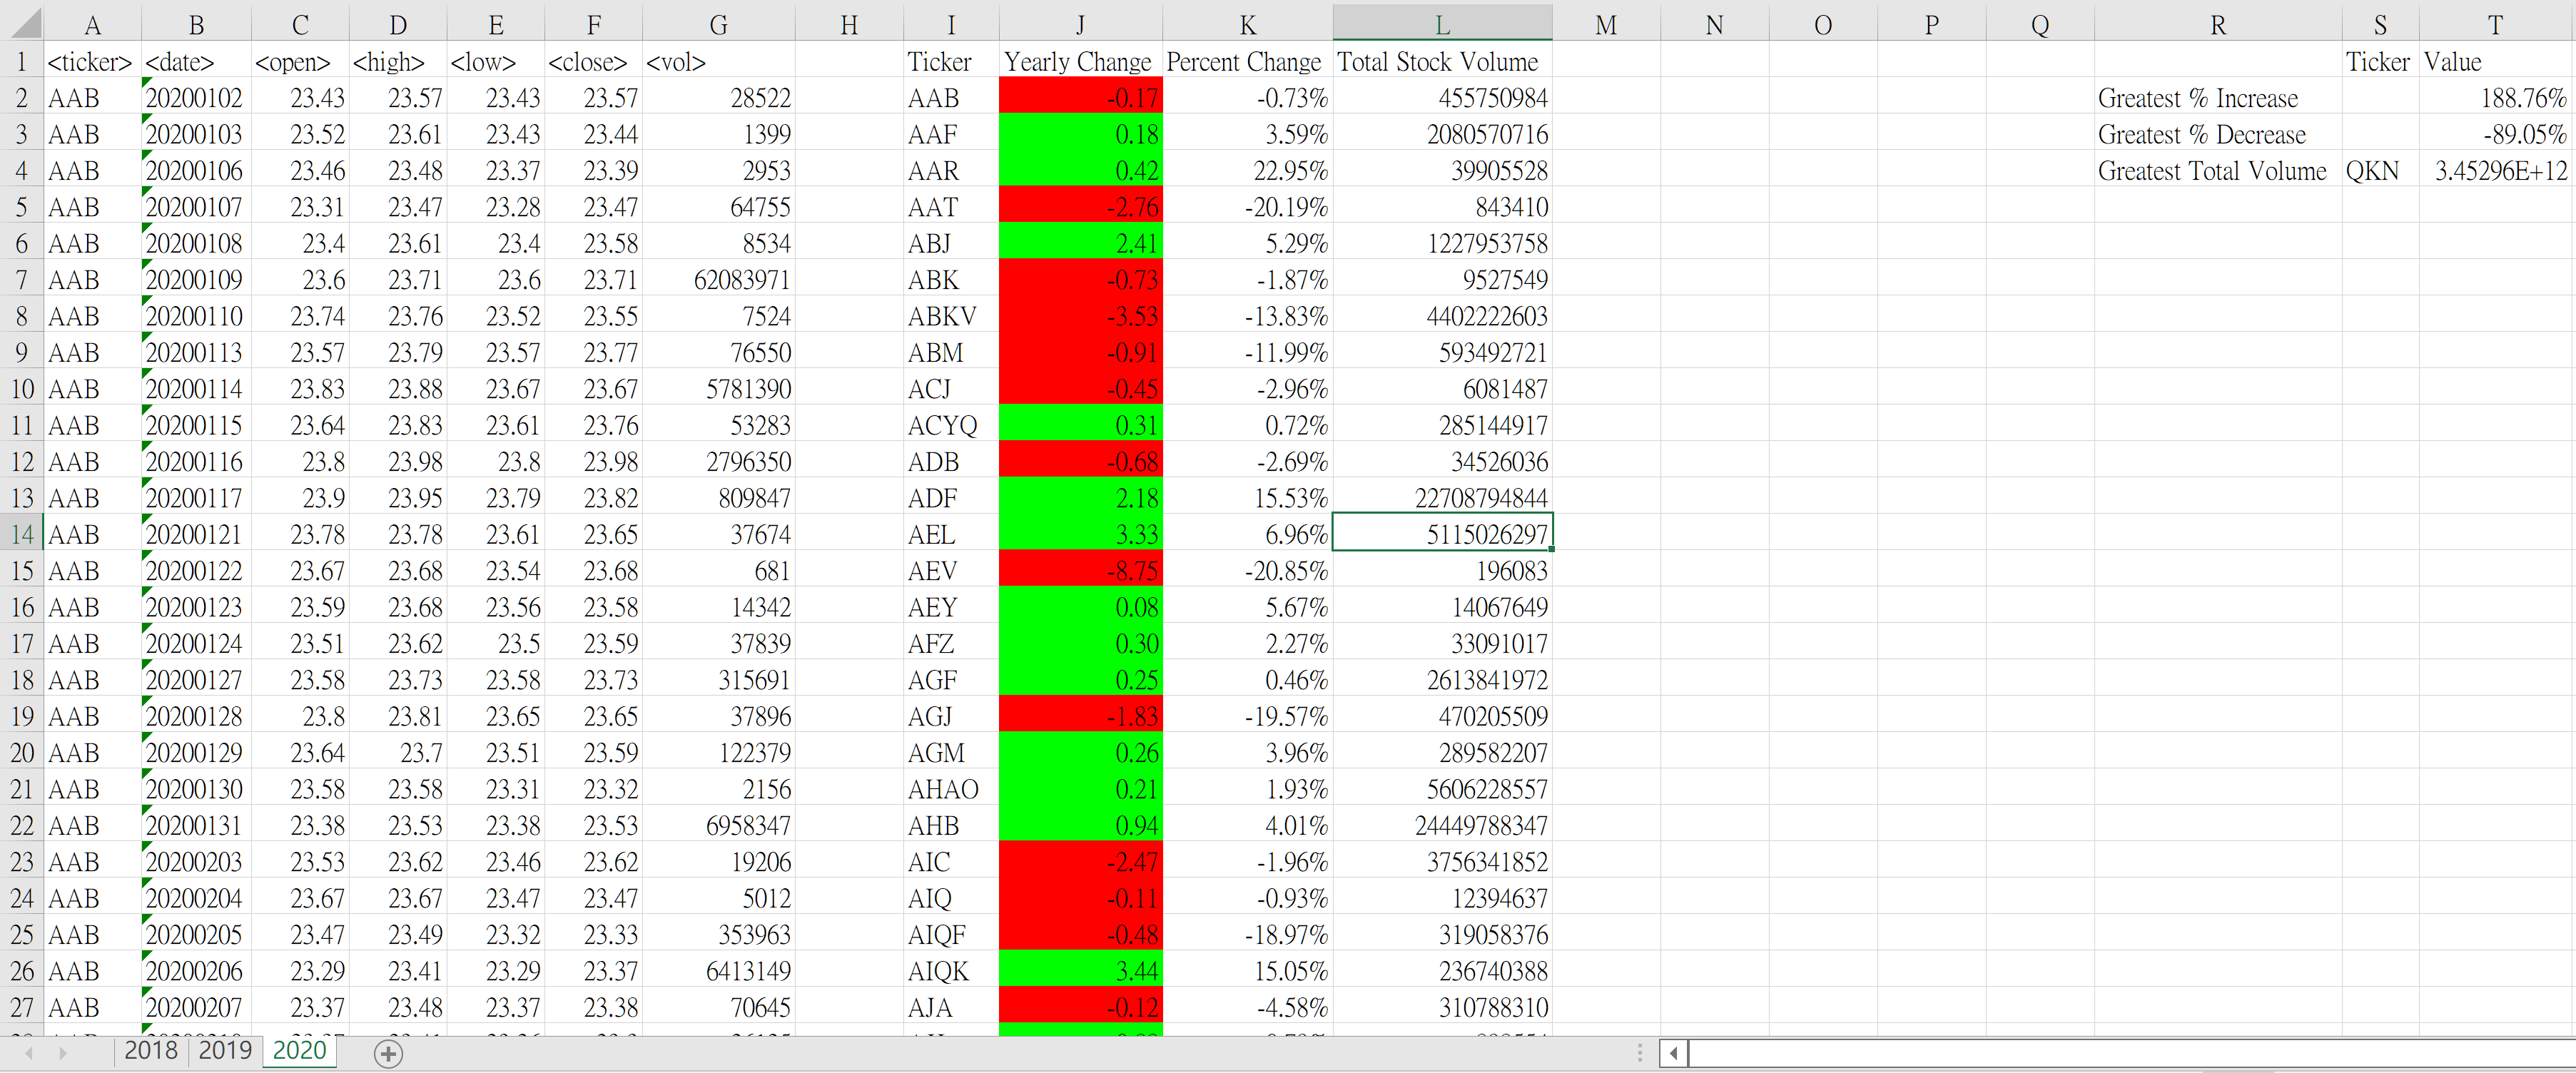 A B C D E F G H I J K L M N O P Q R S T
1 <ticker> <date> <open> <high> <low> <close> <vol> Ticker Yearly Change Percent Change Total Stock Volume Ticker Value
2 AAB 20200102 23.43 23.57 23.43 23.57 28522 AAB -0.17 -0.73% 455750984 Greatest % Increase 188.76%
3 AAB 20200103 23.52 23.61 23.43 23.44 1399 AAF 0.18 3.59% 2080570716 Greatest % Decrease -89.05%
4 AAB 20200106 23.46 23.48 23.37 23.39 2953 AAR 0.42 22.95% 39905528 Greatest Total Volume QKN 3.45296E+12
5 AAB 20200107 23.31 23.47 23.28 23.47 64755 AAT -2.76 -20.19% 843410
6 AAB 20200108 23.4 23.61 23.4 23.58 8534 ABJ 2.41 5.29% 1227953758
7 AAB 20200109 23.6 23.71 23.6 23.71 62083971 ABK -0.73 -1.87% 9527549
8 AAB 20200110 23.74 23.76 23.52 23.55 7524 ABKV -3.53 -13.83% 4402222603
9 AAB 20200113 23.57 23.79 23.57 23.77 76550 ABM -0.91 -11.99% 593492721
10 AAB 20200114 23.83 23.88 23.67 23.67 5781390 ACJ -0.45 -2.96% 6081487
11 AAB 20200115 23.64 23.83 23.61 23.76 53283 ACYQ 0.31 0.72% 285144917
12 AAB 20200116 23.8 23.98 23.8 23.98 2796350 ADB -0.68 -2.69% 34526036
13 AAB 20200117 23.9 23.95 23.79 23.82 809847 ADF 2.18 15.53% 22708794844
14 AAB 20200121 23.78 23.78 23.61 23.65 37674 AEL 3.33 6.96% 5115026297
15 AAB 20200122 23.67 23.68 23.54 23.68 681 AEV -8.75 -20.85% 196083
16 AAB 20200123 23.59 23.68 23.56 23.58 14342 AEY 0.08 5.67% 14067649
17 AAB 20200124 23.51 23.62 23.5 23.59 37839 AFZ 0.30 2.27% 33091017
18 AAB 20200127 23.58 23.73 23.58 23.73 315691 AGF 0.25 0.46% 2613841972
19 AAB 20200128 23.8 23.81 23.65 23.65 37896 AGJ -1.83 -19.57% 470205509
20 AAB 20200129 23.64 23.7 23.51 23.59 122379 AGM 0.26 3.96% 289582207
21 AAB 20200130 23.58 23.58 23.31 23.32 2156 AHAO 0.21 1.93% 5606228557
22 AAB 20200131 23.38 23.53 23.38 23.53 6958347 AHB 0.94 4.01% 24449788347
23 AAB 20200203 23.53 23.62 23.46 23.62 19206 AIC -2.47 -1.96% 3756341852
24 AAB 20200204 23.67 23.67 23.47 23.47 5012 AIQ -0.11 -0.93% 12394637
25 AAB 20200205 23.47 23.49 23.32 23.33 353963 AIQF -0.48 -18.97% 319058376
26 AAB 20200206 23.29 23.41 23.29 23.37 6413149 AIQK 3.44 15.05% 236740388
27 AAB 20200207 23.37 23.48 23.37 23.38 70645 AJA -0.12 -4.58% 310788310
2018 2019 2020